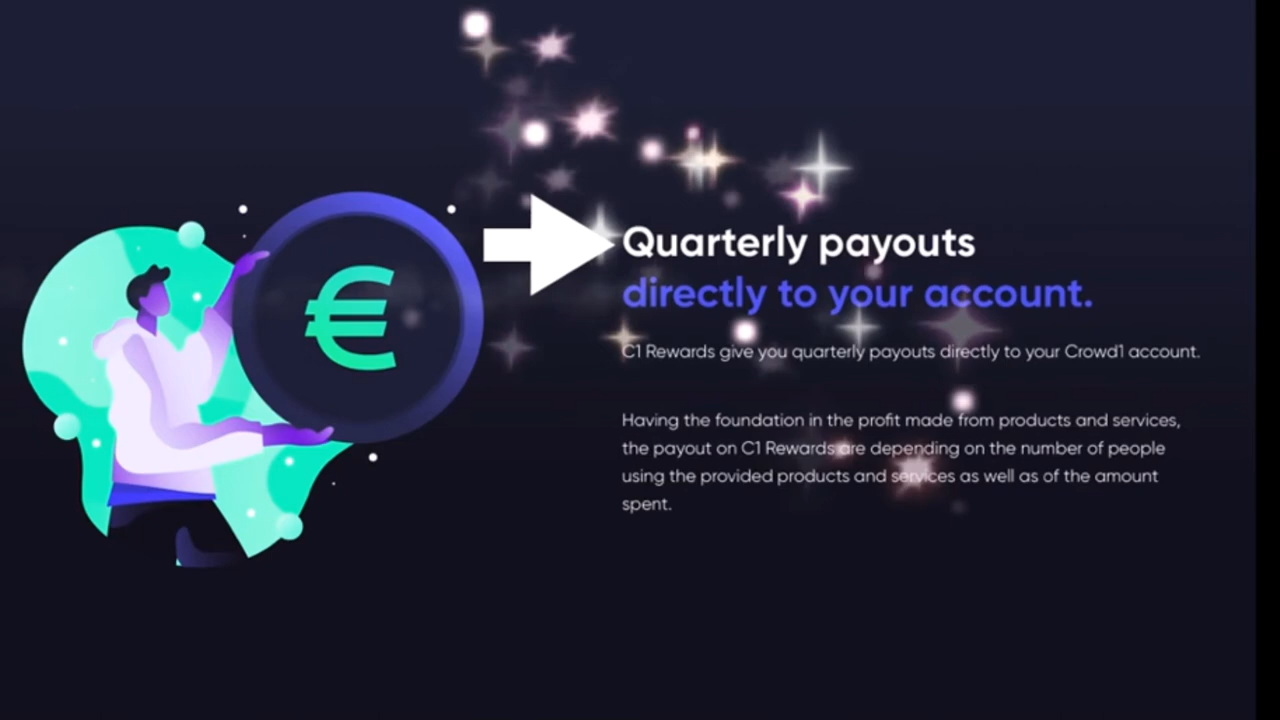 €
Quarterly payouts
directly to your account.
C1 Rewards give you quarterly payouts directly to your Crowd1 account.
Having the foundation in the profit made from products and services,
the payout on C1 Rewards are depending on the number of people
using the provided products and services as well as of the amount
spent.